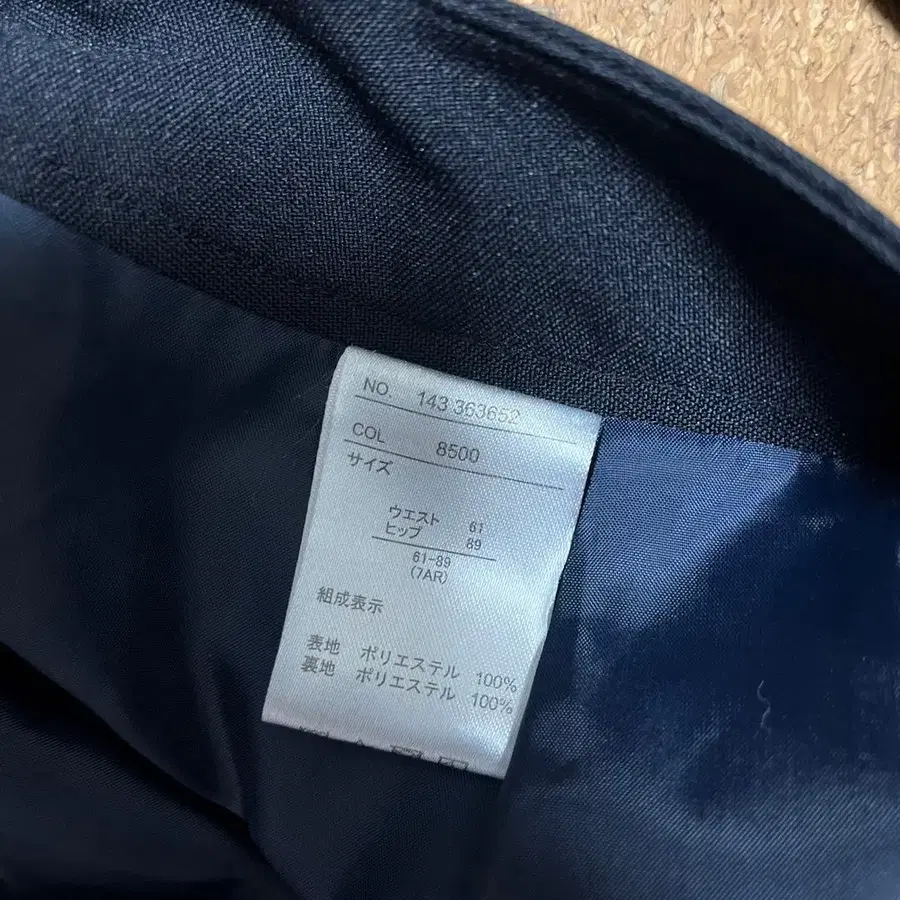 NO. 143 363652
COL 8500
サイズ
ウエスト 61
ヒップ 89
61-89
(7AR)
組成表示
表地 ポリエステル 100%
裏地 ポリエステル 100%